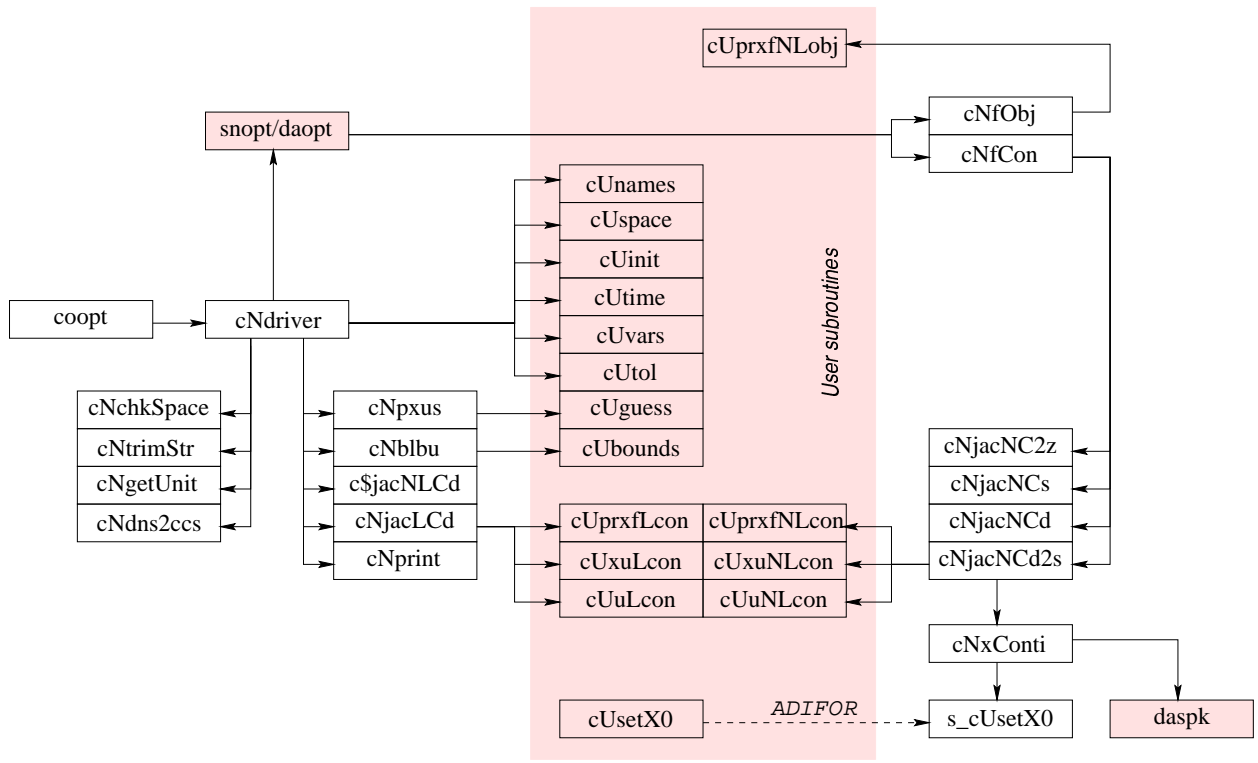 cUprxfNLobj
snopt/daopt
cNfObj
cNfCon
cUnames
cUspace
cUinit
cUtime
cUvars
cUtol
cUguess
cUbounds
User subroutines
coopt
cNdriver
cNchkSpace
cNtrimStr
cNgetUnit
cNdns2ccs
cNpxus
cNblbu
c$jacNLCd
cNjacLCd
cNprint
cUprxfLcon
cUprxfNLcon
cUxuLcon
cUxuNLcon
cUuLcon
cUuNLcon
cNjacNC2z
cNjacNCs
cNjacNCd
cNjacNCd2s
cNxConti
cUsetX0
ADIFOR
s_cUsetX0
daspk